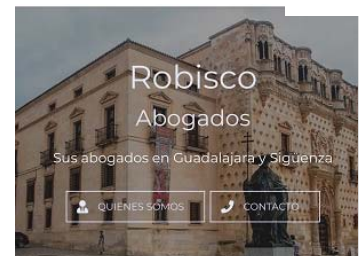 Robisco
Abogados
Sus abogados en Guadalajara y Sigüenza
QUIENES SOMOS
CONTACTO